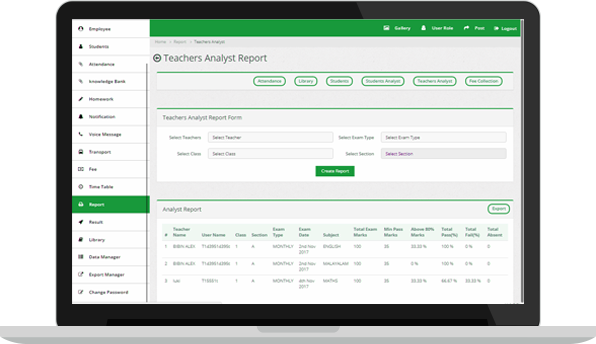 Gallery User Role Post Logout
Employee
Students
Attendance
knowledge Bank
Homework
Notification
Voice Message
Transport
Fee
Time Table
Report
Result
Library
Data Manager
Export Manager
Change Password
Home > Report > Teachers Analyst
Teachers Analyst Report
Attendance Library Students Students Analyst Teachers Analyst Fee Collection
Teachers Analyst Report Form
Select Teachers Select Teacher Select Exam Type Select Exam Type
Select Class Select Class Select Section Select Section
Create Report
Analyst Report Export
# Teacher Name User Name Class Section Exam Type Exam Date Subject Total Exam Marks Min Pass Marks Above 80% Marks Total Pass(%) Total Fail(%) Total Absent
1 BIBIN ALEX 1 A MONTHLY 2nd Nov 2017 ENGLISH 100 35 33.33 % 100 % 0 % 0
2 BIBIN ALEX 1 A MONTHLY 2nd Nov 2017 MALAYALAM 100 35 0 % 100 % 0 % 0
3 1 A MONTHLY 4th Nov 2017 MATHS 100 35 33.33 % 66.67 % 33.33 % 0